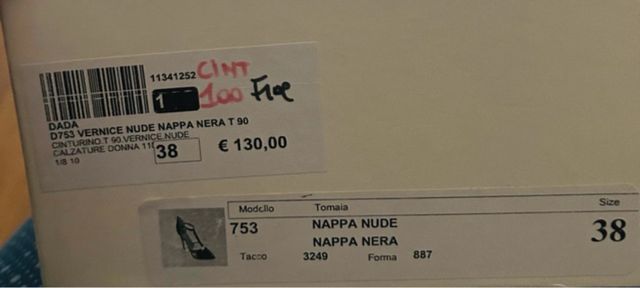 11341252 CINT
1 100 Fine
DADA
D753 VERNICE NUDE NAPPA NERA T 90
CINTURINO.T 90.VERNICE.NUDE
CALZATURE DONNA 38
€ 130,00
1/8 10
Modello Tomaia Size
753 NAPPA NUDE 38
NAPPA NERA
Tacco 3249 Forma 887